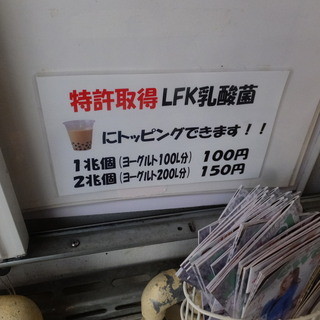 特許取得 LFK乳酸菌
にトッピングできます！！
1兆個(ヨーグルト100L分) 100円
2兆個(ヨーグルト200L分) 150円